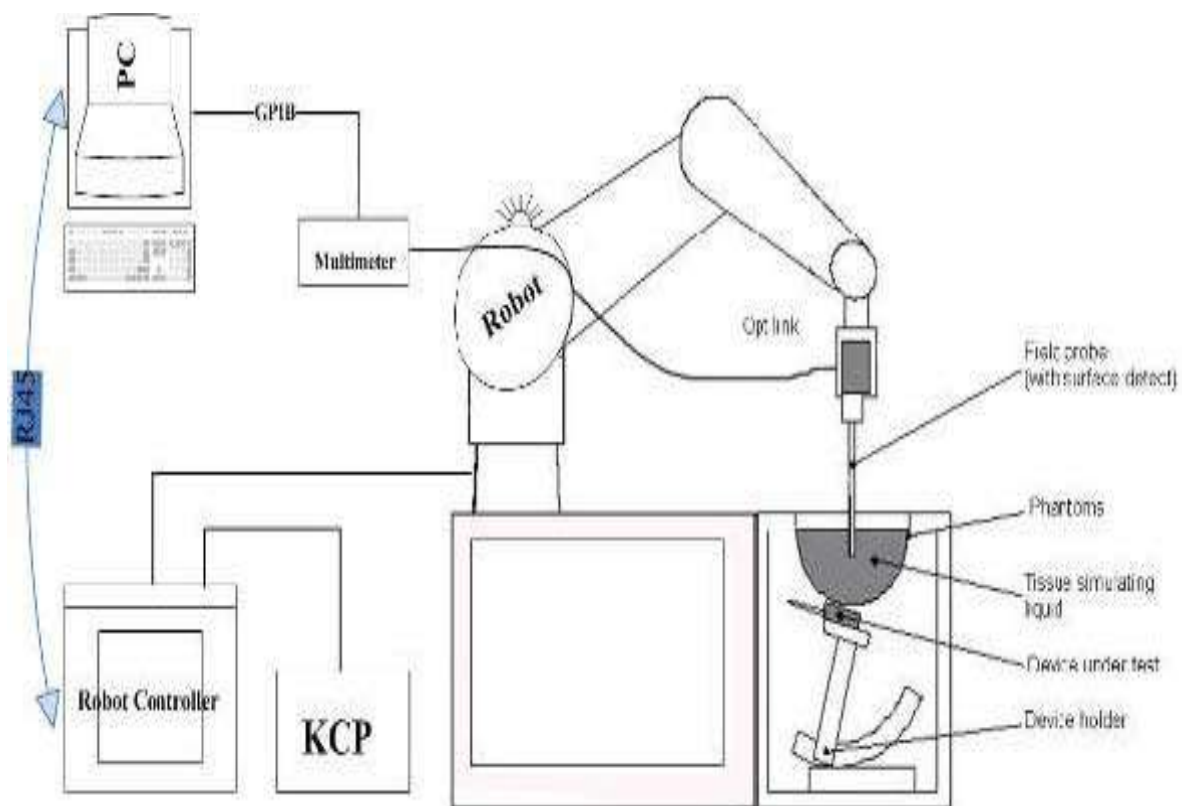 PC
GPIB
Multimeter
Robot
Opt link
Field probe
(with surface detect)
RJ45
Phantoms
Tissue simulating
liquid
Device under test
Robot Controller
KCP
Device holder